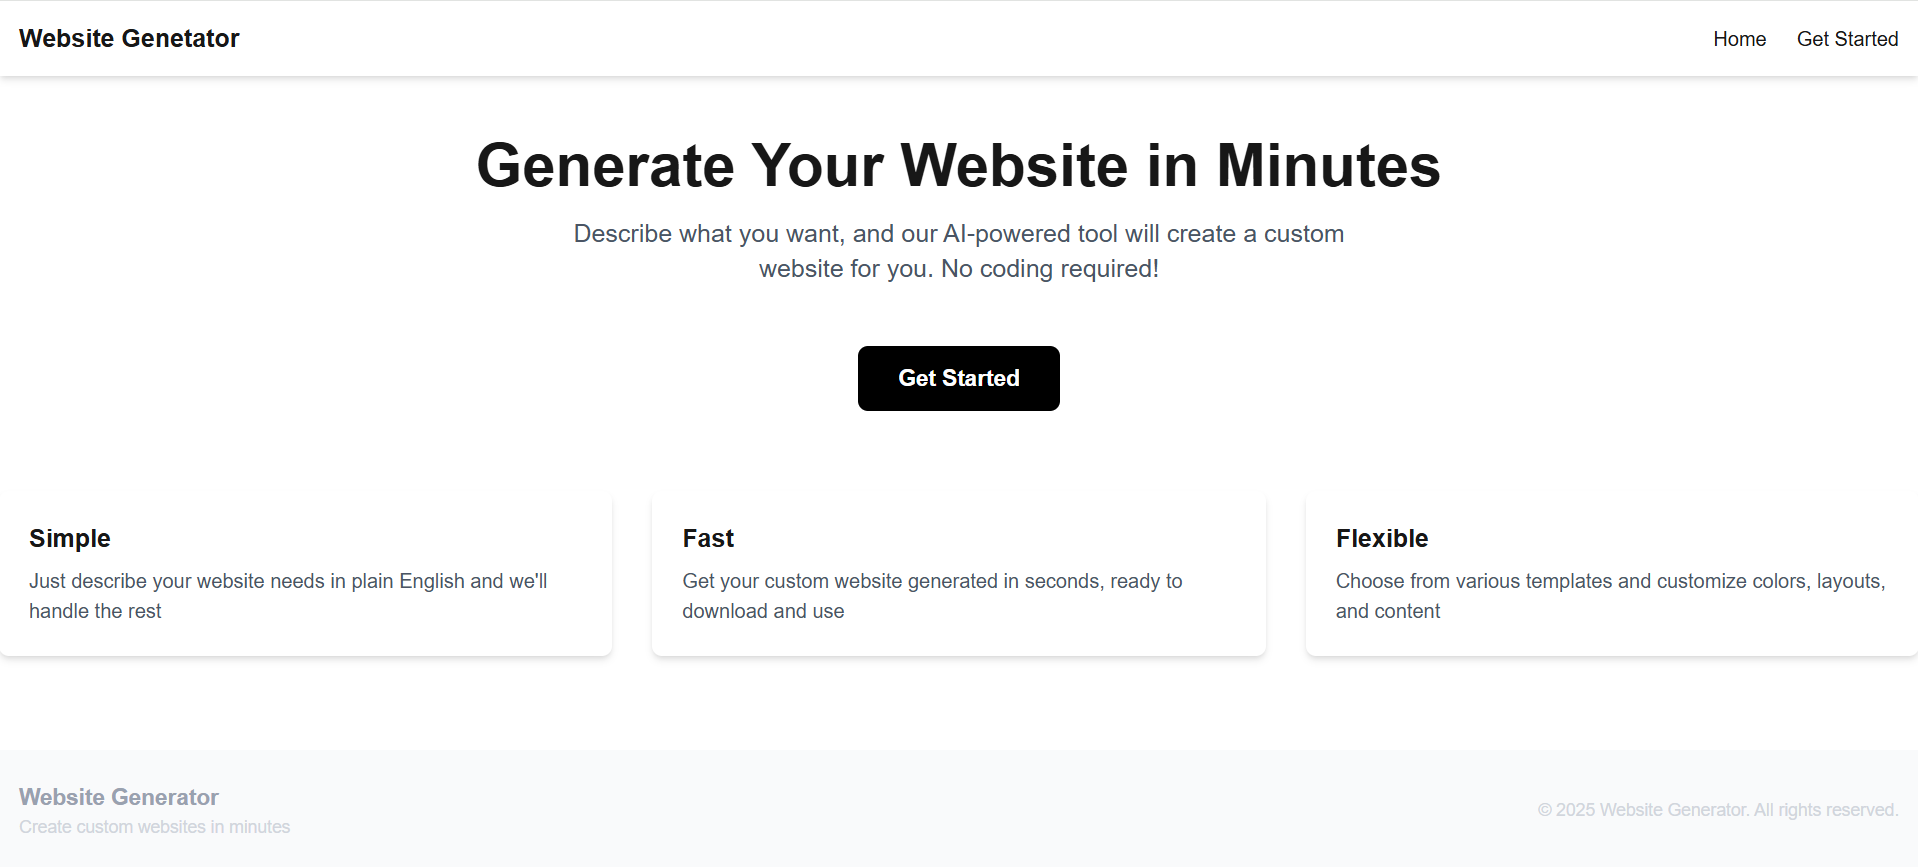 Website Genetator
Home
Get Started
Generate Your Website in Minutes
Describe what you want, and our AI-powered tool will create a custom
website for you. No coding required!
Get Started
Simple
Just describe your website needs in plain English and we'll
handle the rest
Fast
Get your custom website generated in seconds, ready to
download and use
Flexible
Choose from various templates and customize colors, layouts,
and content
Website Generator
Create custom websites in minutes
© 2025 Website Generator. All rights reserved.